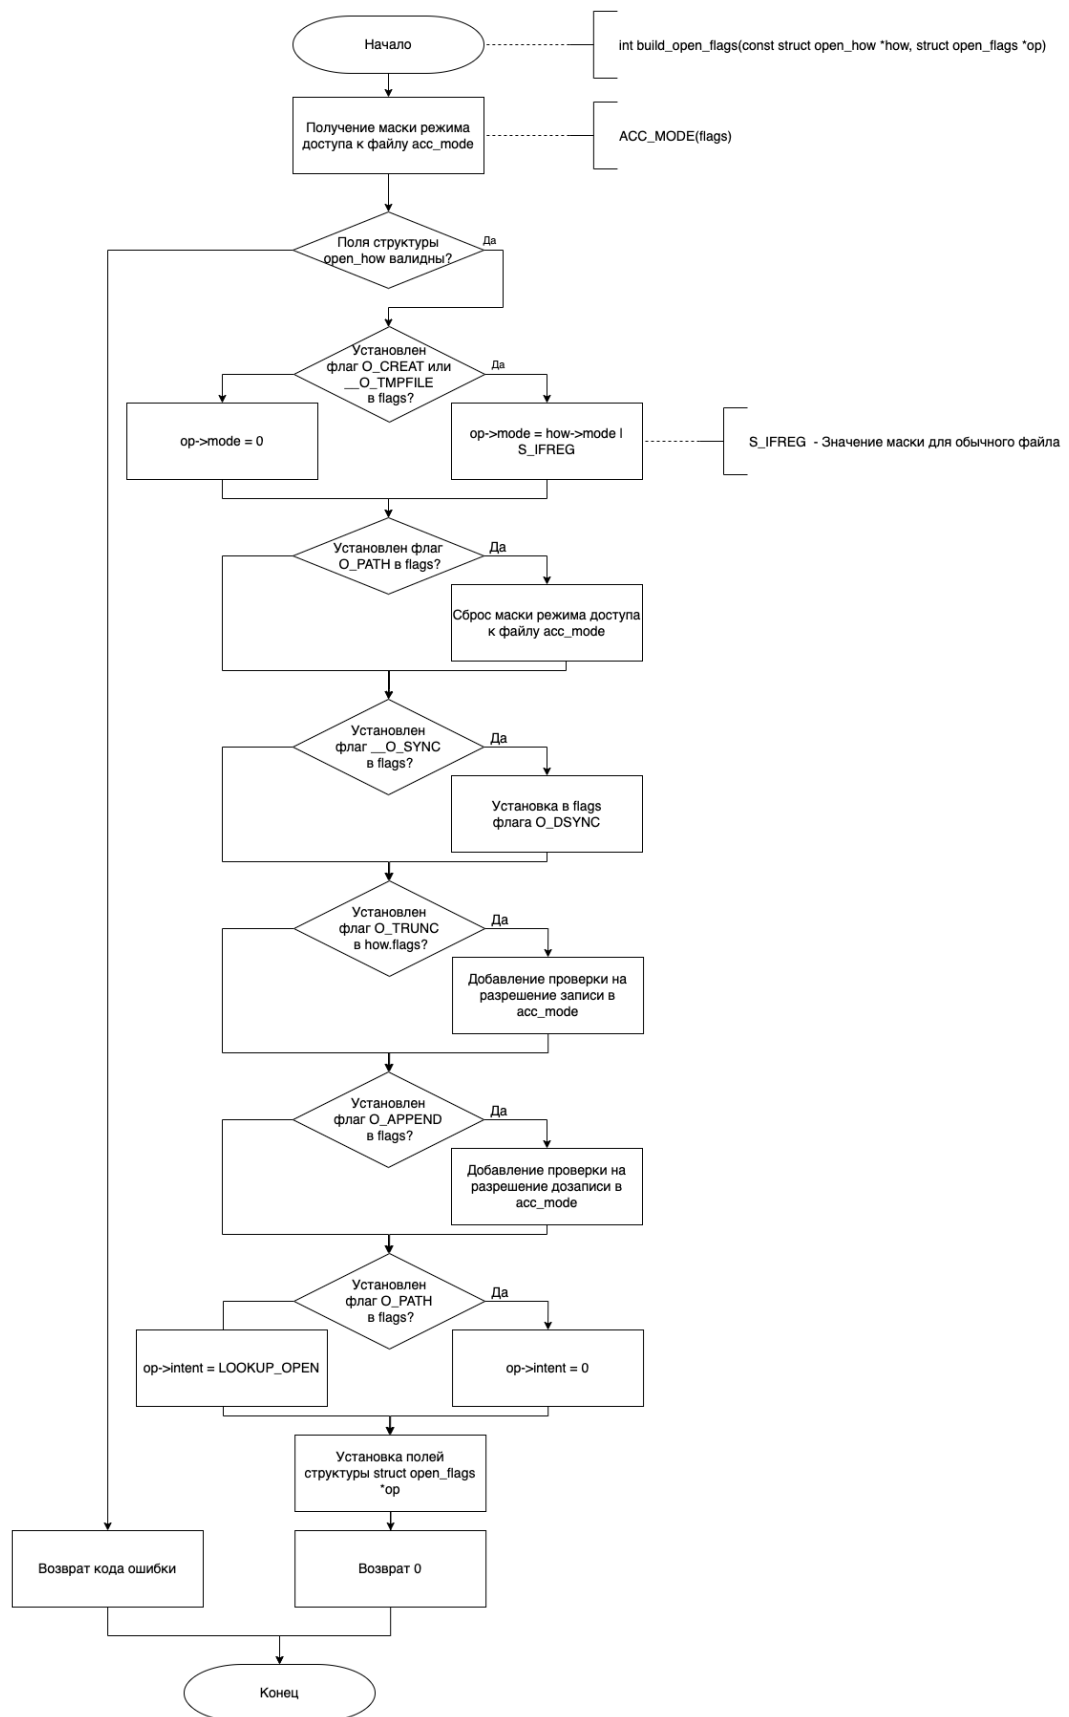 Начало
int build_open_flags(const struct open_how *how, struct open_flags *op)
Получение маски режима
доступа к файлу acc_mode
ACC_MODE(flags)
Поля структуры
open_how валидны?
Да
Установлен
флаг O_CREAT или
__O_TMPFILE
в flags?
Да
op->mode = 0
op->mode = how->mode |
S_IFREG
S_IFREG - Значение маски для обычного файла
Установлен флаг
O_PATH в flags?
Да
Сброс маски режима доступа
к файлу acc_mode
Установлен
флаг __O_SYNC
в flags?
Да
Установка в flags
флага O_DSYNC
Установлен
флаг O_TRUNC
в how.flags?
Да
Добавление проверки на
разрешение записи в
acc_mode
Установлен
флаг O_APPEND
в flags?
Да
Добавление проверки на
разрешение дозаписи в
acc_mode
Установлен
флаг O_PATH
в flags?
Да
op->intent = LOOKUP_OPEN
op->intent = 0
Установка полей
структуры struct open_flags
*op
Возврат кода ошибки
Возврат 0
Конец